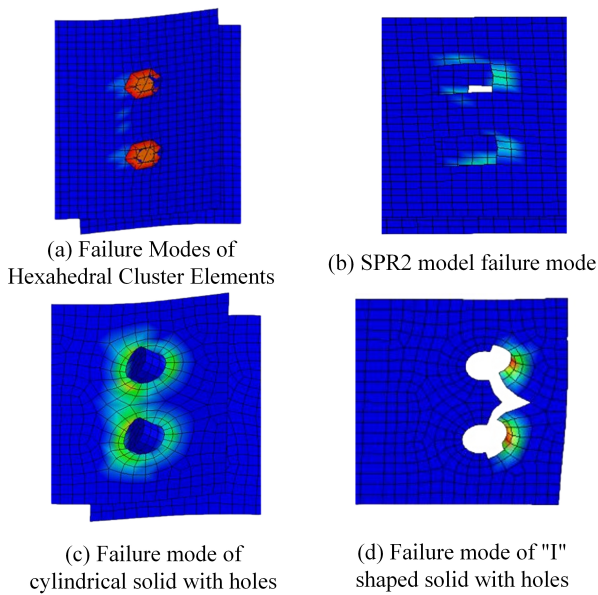 (a) Failure Modes of
Hexahedral Cluster Elements
(b) SPR2 model failure mode
(c) Failure mode of
cylindrical solid with holes
(d) Failure mode of "I"
shaped solid with holes